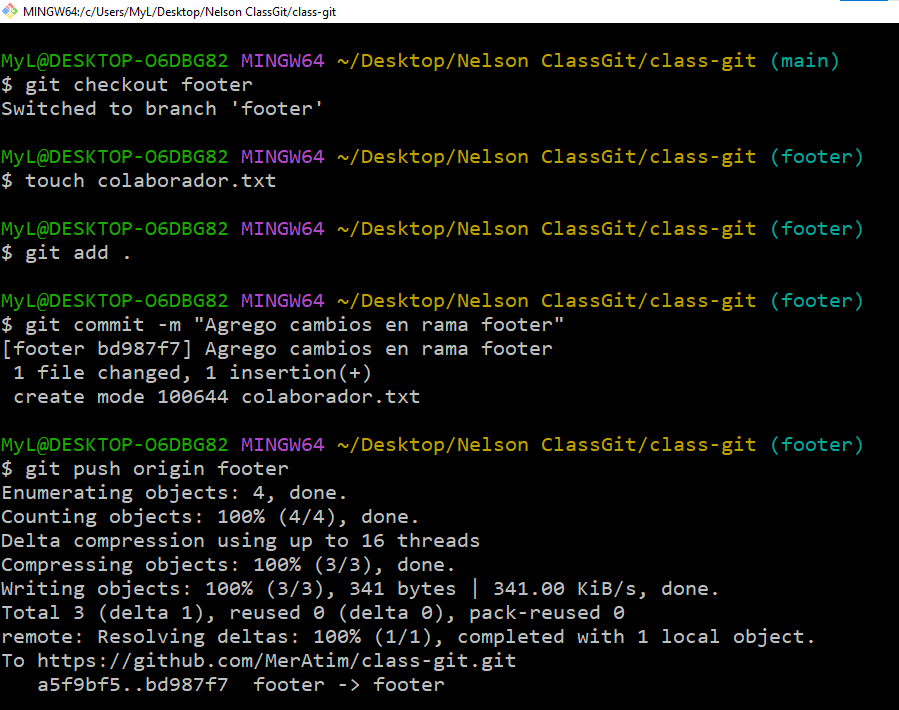 MINGW64:/c/Users/MyL/Desktop/Nelson ClassGit/class-git
MyL@DESKTOP-O6DBG82 MINGW64 ~/Desktop/Nelson ClassGit/class-git (main)
$ git checkout footer
Switched to branch 'footer'
MyL@DESKTOP-O6DBG82 MINGW64 ~/Desktop/Nelson ClassGit/class-git (footer)
$ touch colaborador.txt
MyL@DESKTOP-O6DBG82 MINGW64 ~/Desktop/Nelson ClassGit/class-git (footer)
$ git add .
MyL@DESKTOP-O6DBG82 MINGW64 ~/Desktop/Nelson ClassGit/class-git (footer)
$ git commit -m "Agrego cambios en rama footer"
[footer bd987f7] Agrego cambios en rama footer
 1 file changed, 1 insertion(+)
 create mode 100644 colaborador.txt
MyL@DESKTOP-O6DBG82 MINGW64 ~/Desktop/Nelson ClassGit/class-git (footer)
$ git push origin footer
Enumerating objects: 4, done.
Counting objects: 100% (4/4), done.
Delta compression using up to 16 threads
Compressing objects: 100% (3/3), done.
Writing objects: 100% (3/3), 341 bytes | 341.00 KiB/s, done.
Total 3 (delta 1), reused 0 (delta 0), pack-reused 0
remote: Resolving deltas: 100% (1/1), completed with 1 local object.
To https://github.com/MerAtim/class-git.git
   a5f9bf5..bd987f7  footer -> footer